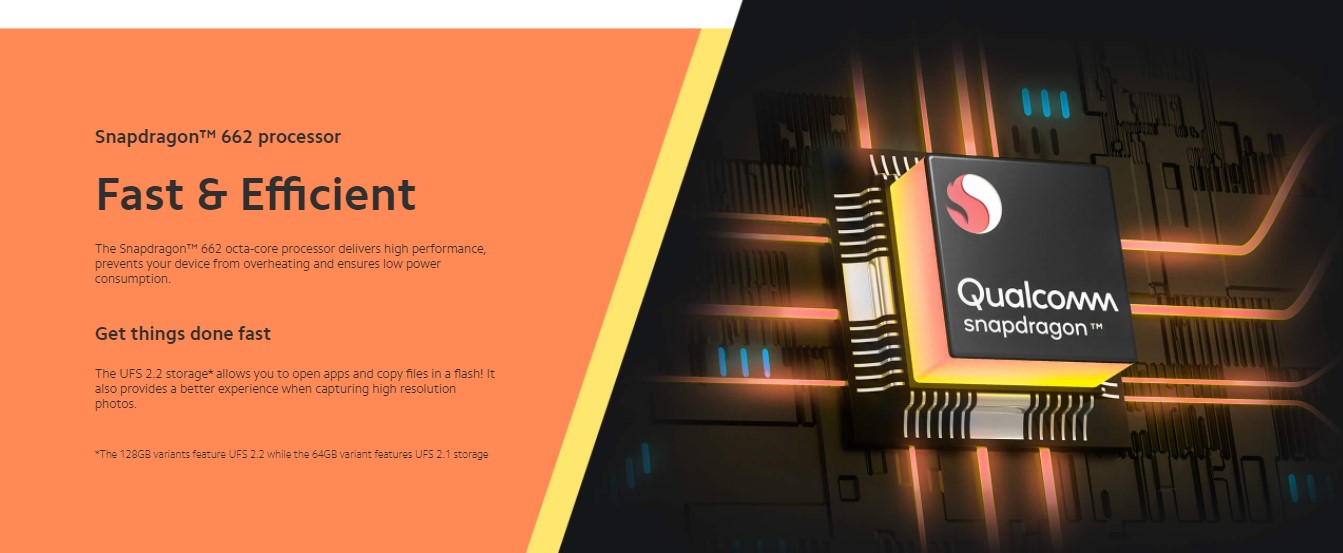 Snapdragon™ 662 processor
Fast & Efficient
The Snapdragon™ 662 octa-core processor delivers high performance,
prevents your device from overheating and ensures low power
consumption.
Get things done fast
The UFS 2.2 storage* allows you to open apps and copy files in a flash! It
also provides a better experience when capturing high resolution
photos.
*The 128GB variants feature UFS 2.2 while the 64GB variant features UFS 2.1 storage
Qualcomm
snapdragon™